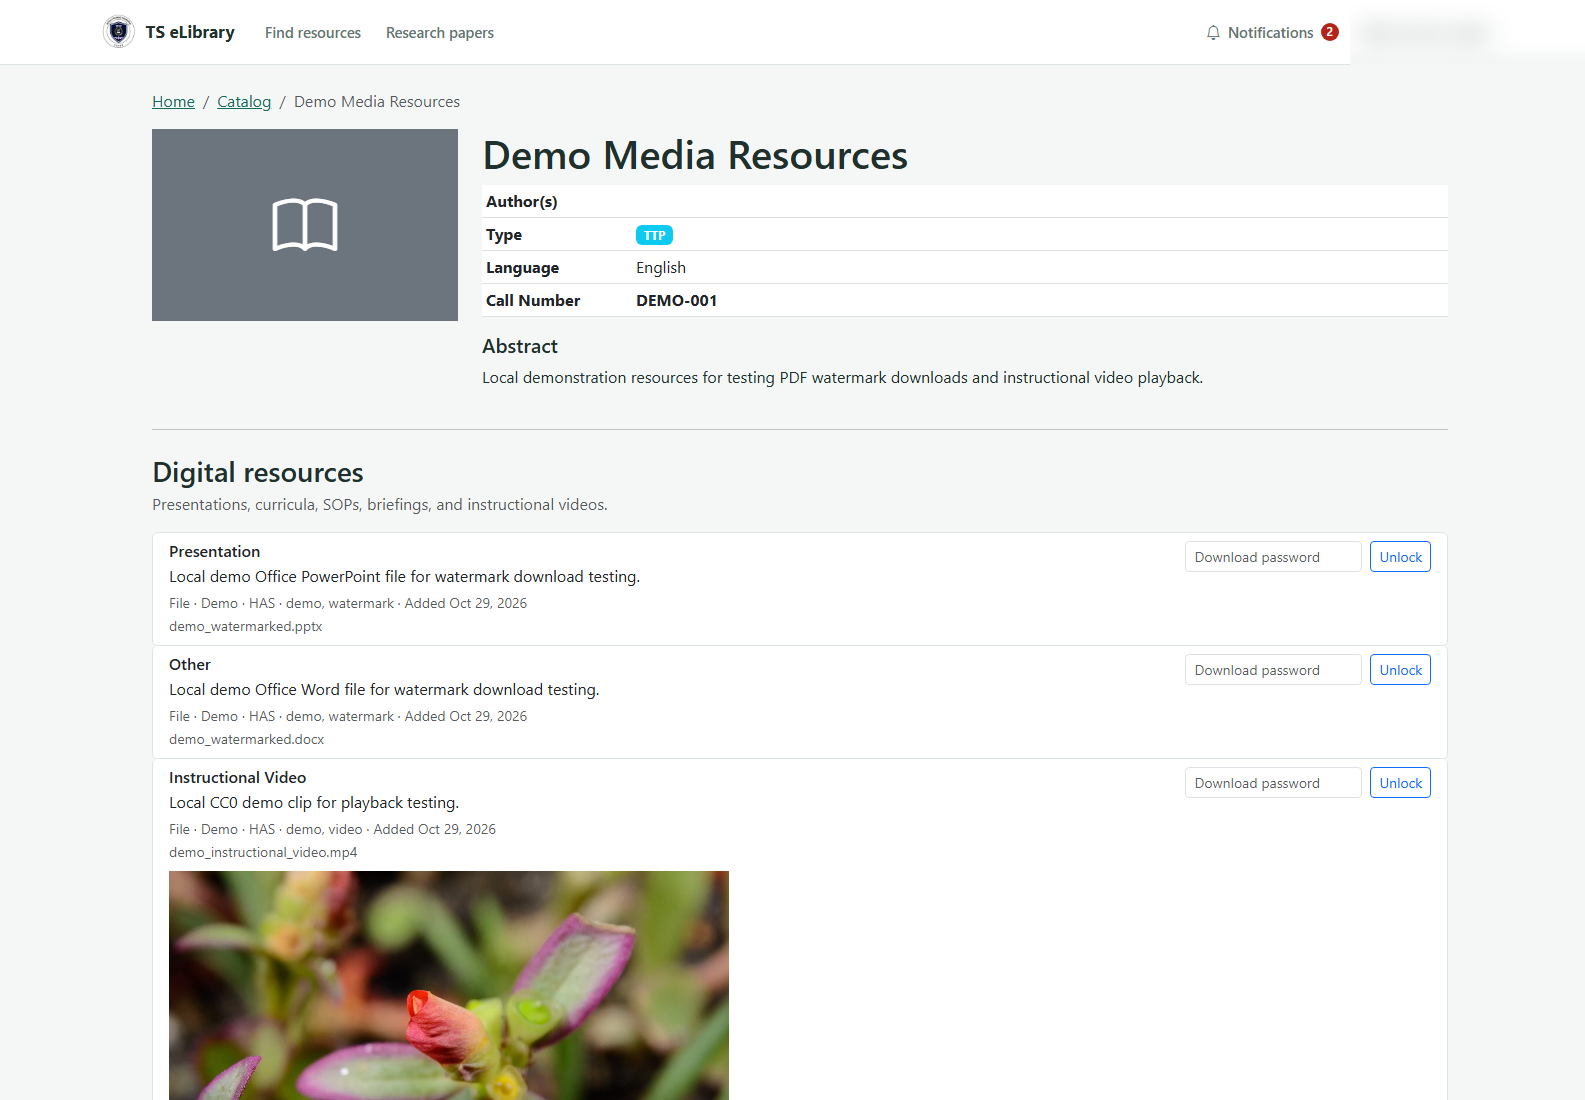 TS eLibrary
Find resources
Research papers
Notifications 2
Home / Catalog / Demo Media Resources
Demo Media Resources
Author(s)
Type TTP
Language English
Call Number DEMO-001
Abstract
Local demonstration resources for testing PDF watermark downloads and instructional video playback.
Digital resources
Presentations, curricula, SOPs, briefings, and instructional videos.
Presentation
Download password Unlock
Local demo Office PowerPoint file for watermark download testing.
File · Demo · HAS · demo, watermark · Added Oct 29, 2026
demo_watermarked.pptx
Other
Download password Unlock
Local demo Office Word file for watermark download testing.
File · Demo · HAS · demo, watermark · Added Oct 29, 2026
demo_watermarked.docx
Instructional Video
Download password Unlock
Local CC0 demo clip for playback testing.
File · Demo · HAS · demo, video · Added Oct 29, 2026
demo_instructional_video.mp4